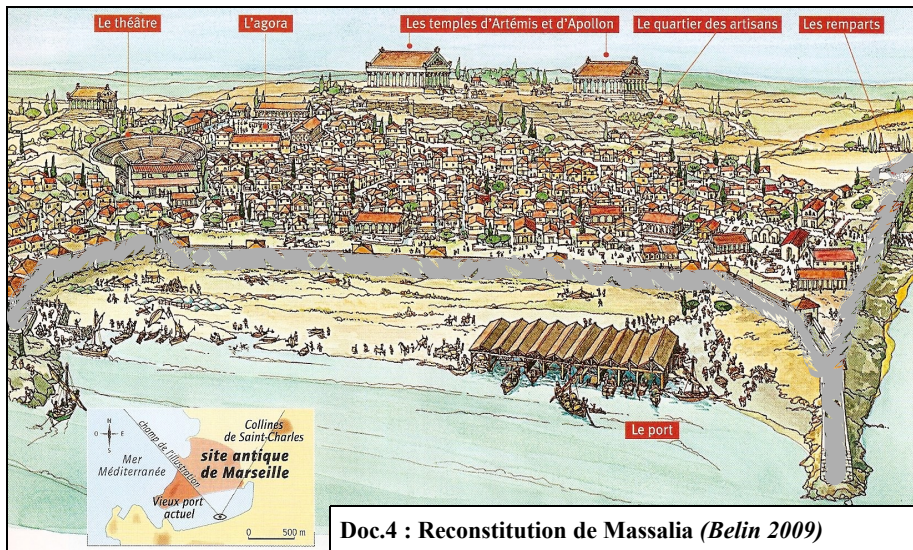 Le théâtre
L'agora
Les temples d'Artémis et d'Apollon
Le quartier des artisans
Les remparts
Le port
N
O
E
S
Mer
Méditerranée
champ de l'illustration
Collines
de Saint-Charles
site antique
de Marseille
Vieux port
actuel
0 500 m
Doc.4 : Reconstitution de Massalia (Belin 2009)